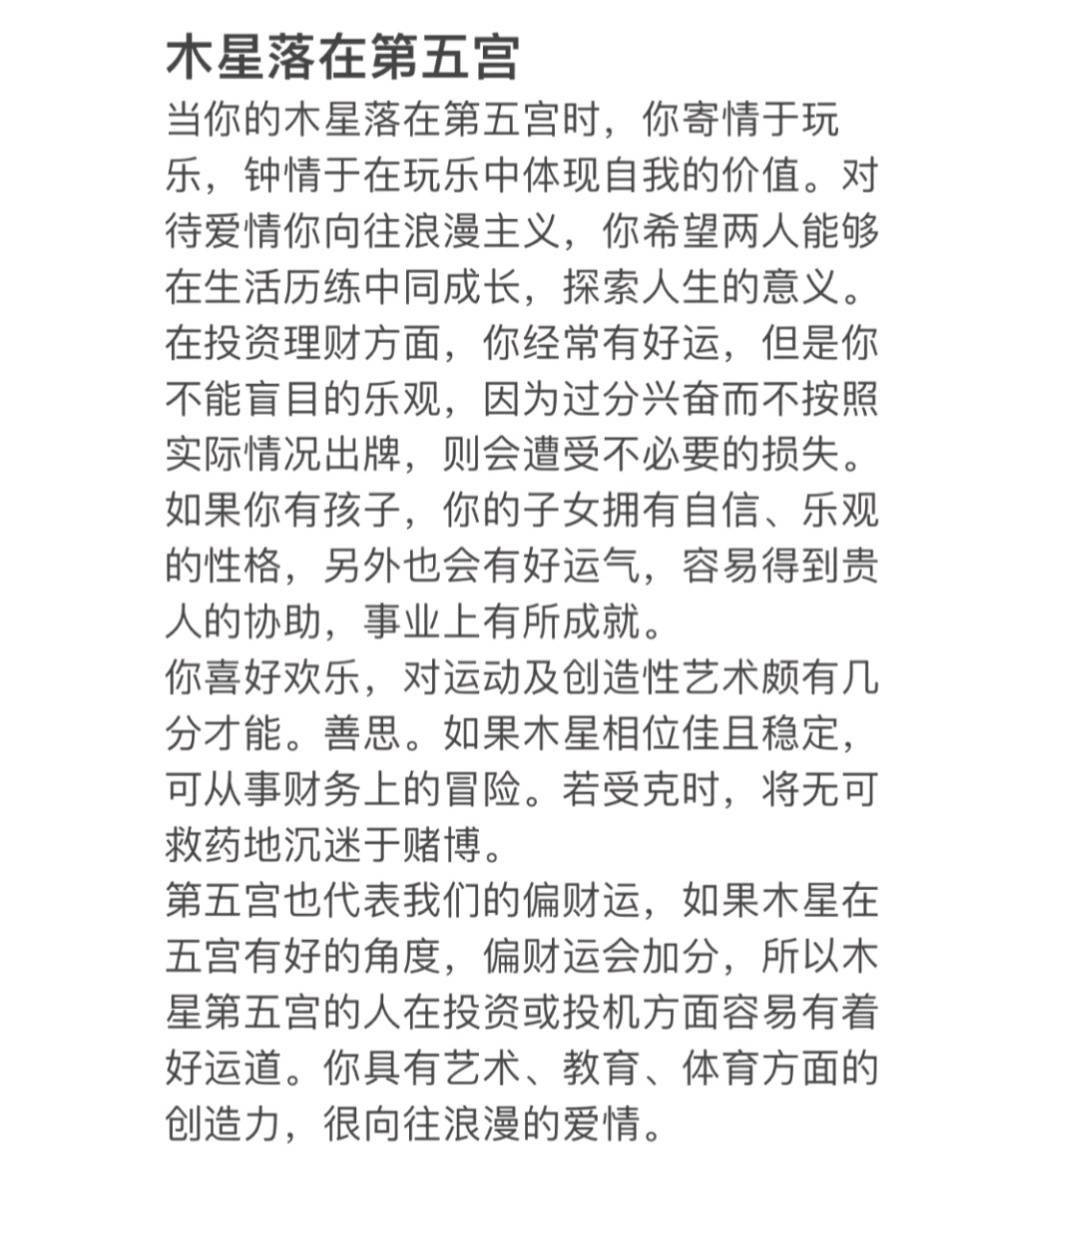 木星落在第五宫
当你的木星落在第五宫时，你寄情于玩
乐，钟情于在玩乐中体现自我的价值。对
待爱情你向往浪漫主义，你希望两人能够
在生活历练中同成长，探索人生的意义。
在投资理财方面，你经常有好运，但是你
不能盲目的乐观，因为过分兴奋而不按照
实际情况出牌，则会遭受不必要的损失。
如果你有孩子，你的子女拥有自信、乐观
的性格，另外也会有好运气，容易得到贵
人的协助，事业上有所成就。
你喜好欢乐，对运动及创造性艺术颇有几
分才能。善思。如果木星相位佳且稳定，
可从事财务上的冒险。若受克时，将无可
救药地沉迷于赌博。
第五宫也代表我们的偏财运，如果木星在
五宫有好的角度，偏财运会加分，所以木
星第五宫的人在投资或投机方面容易有着
好运道。你具有艺术、教育、体育方面的
创造力，很向往浪漫的爱情。